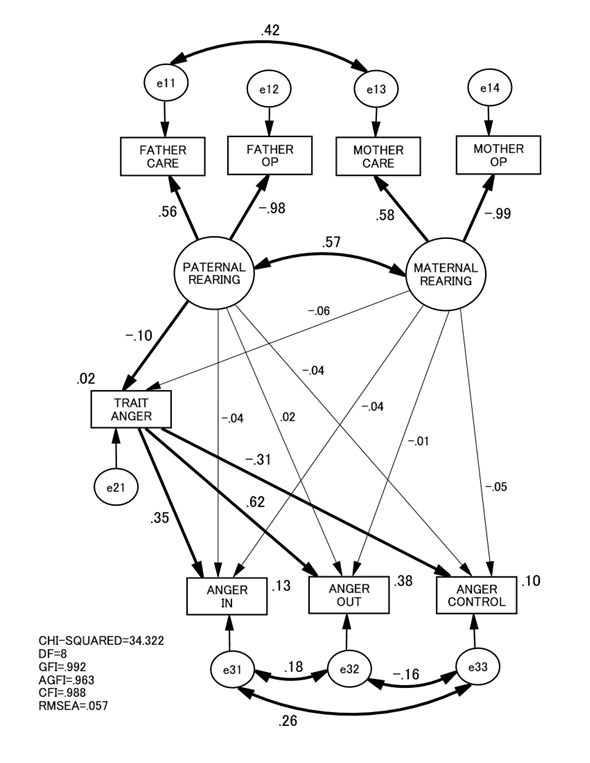 .42
e11
e12
e13
e14
FATHER
CARE
FATHER
OP
MOTHER
CARE
MOTHER
OP
.56
-.98
.58
-.99
PATERNAL
REARING
.57
MATERNAL
REARING
-.10
-.06
.02
TRAIT
ANGER
-.04
-.04
.02
-.04
-.01
-.31
e21
.35
.62
-.05
ANGER
IN
.13
ANGER
OUT
.38
ANGER
CONTROL
.10
CHI-SQUARED=34.322
DF=8
GFI=.992
AGFI=.963
CFI=.988
RMSEA=.057
e31
.18
e32
-.16
e33
.26